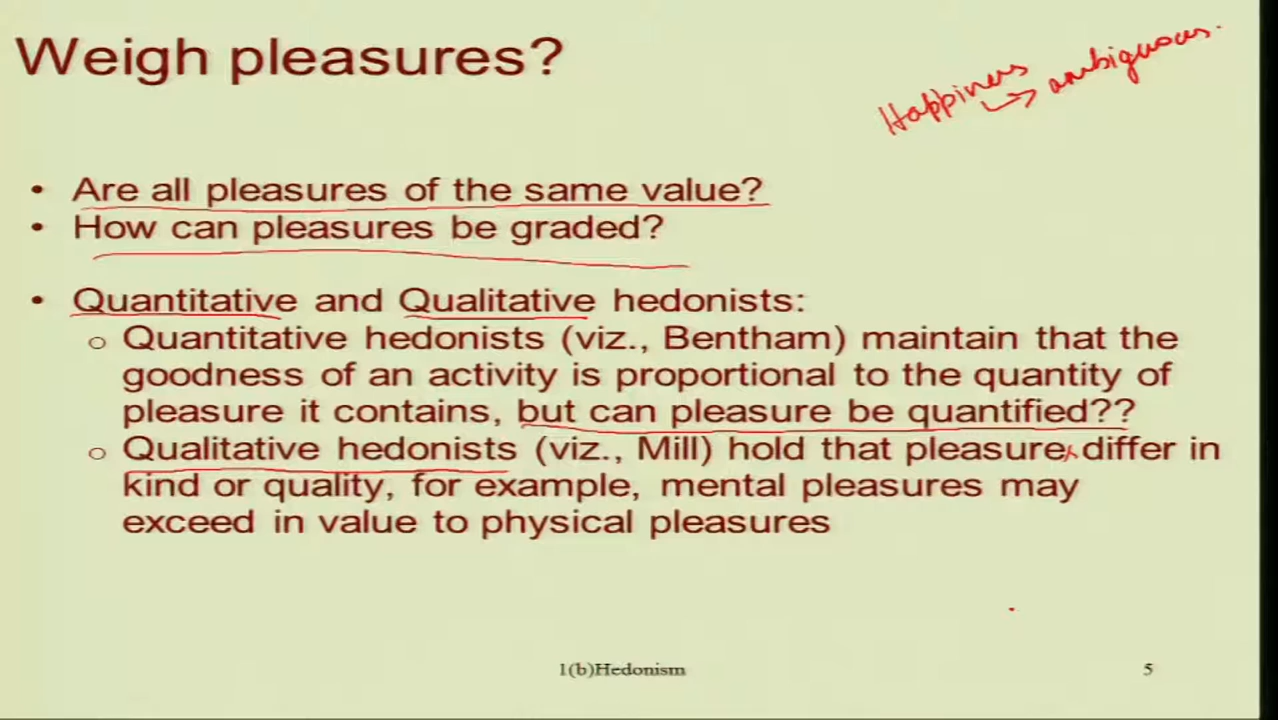 Weigh pleasures?
Happiness
→ ambiguous.
• Are all pleasures of the same value?
• How can pleasures be graded?
• Quantitative and Qualitative hedonists:
o Quantitative hedonists (viz., Bentham) maintain that the
goodness of an activity is proportional to the quantity of
pleasure it contains, but can pleasure be quantified??
o Qualitative hedonists (viz., Mill) hold that pleasure differ in
kind or quality, for example, mental pleasures may
exceed in value to physical pleasures
1(b)Hedonism
5